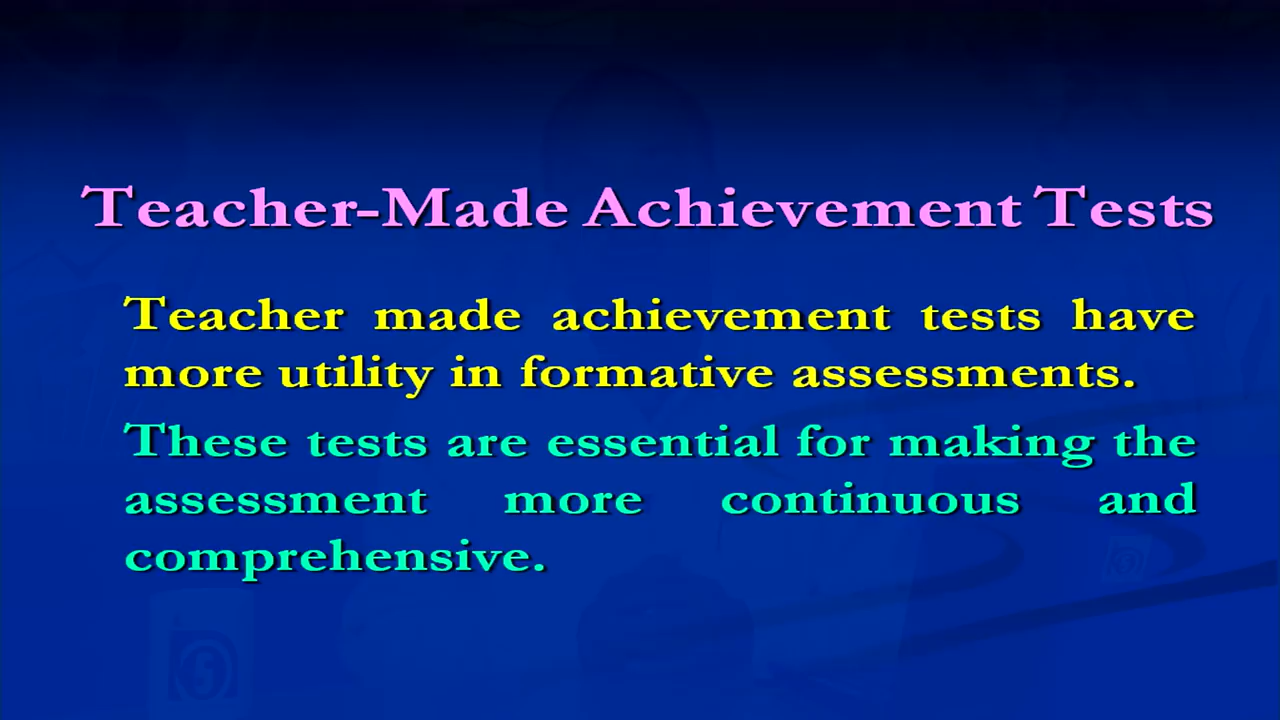 Teacher-Made Achievement Tests
Teacher made achievement tests have
more utility in formative assessments.
These tests are essential for making the
assessment more continuous and
comprehensive.